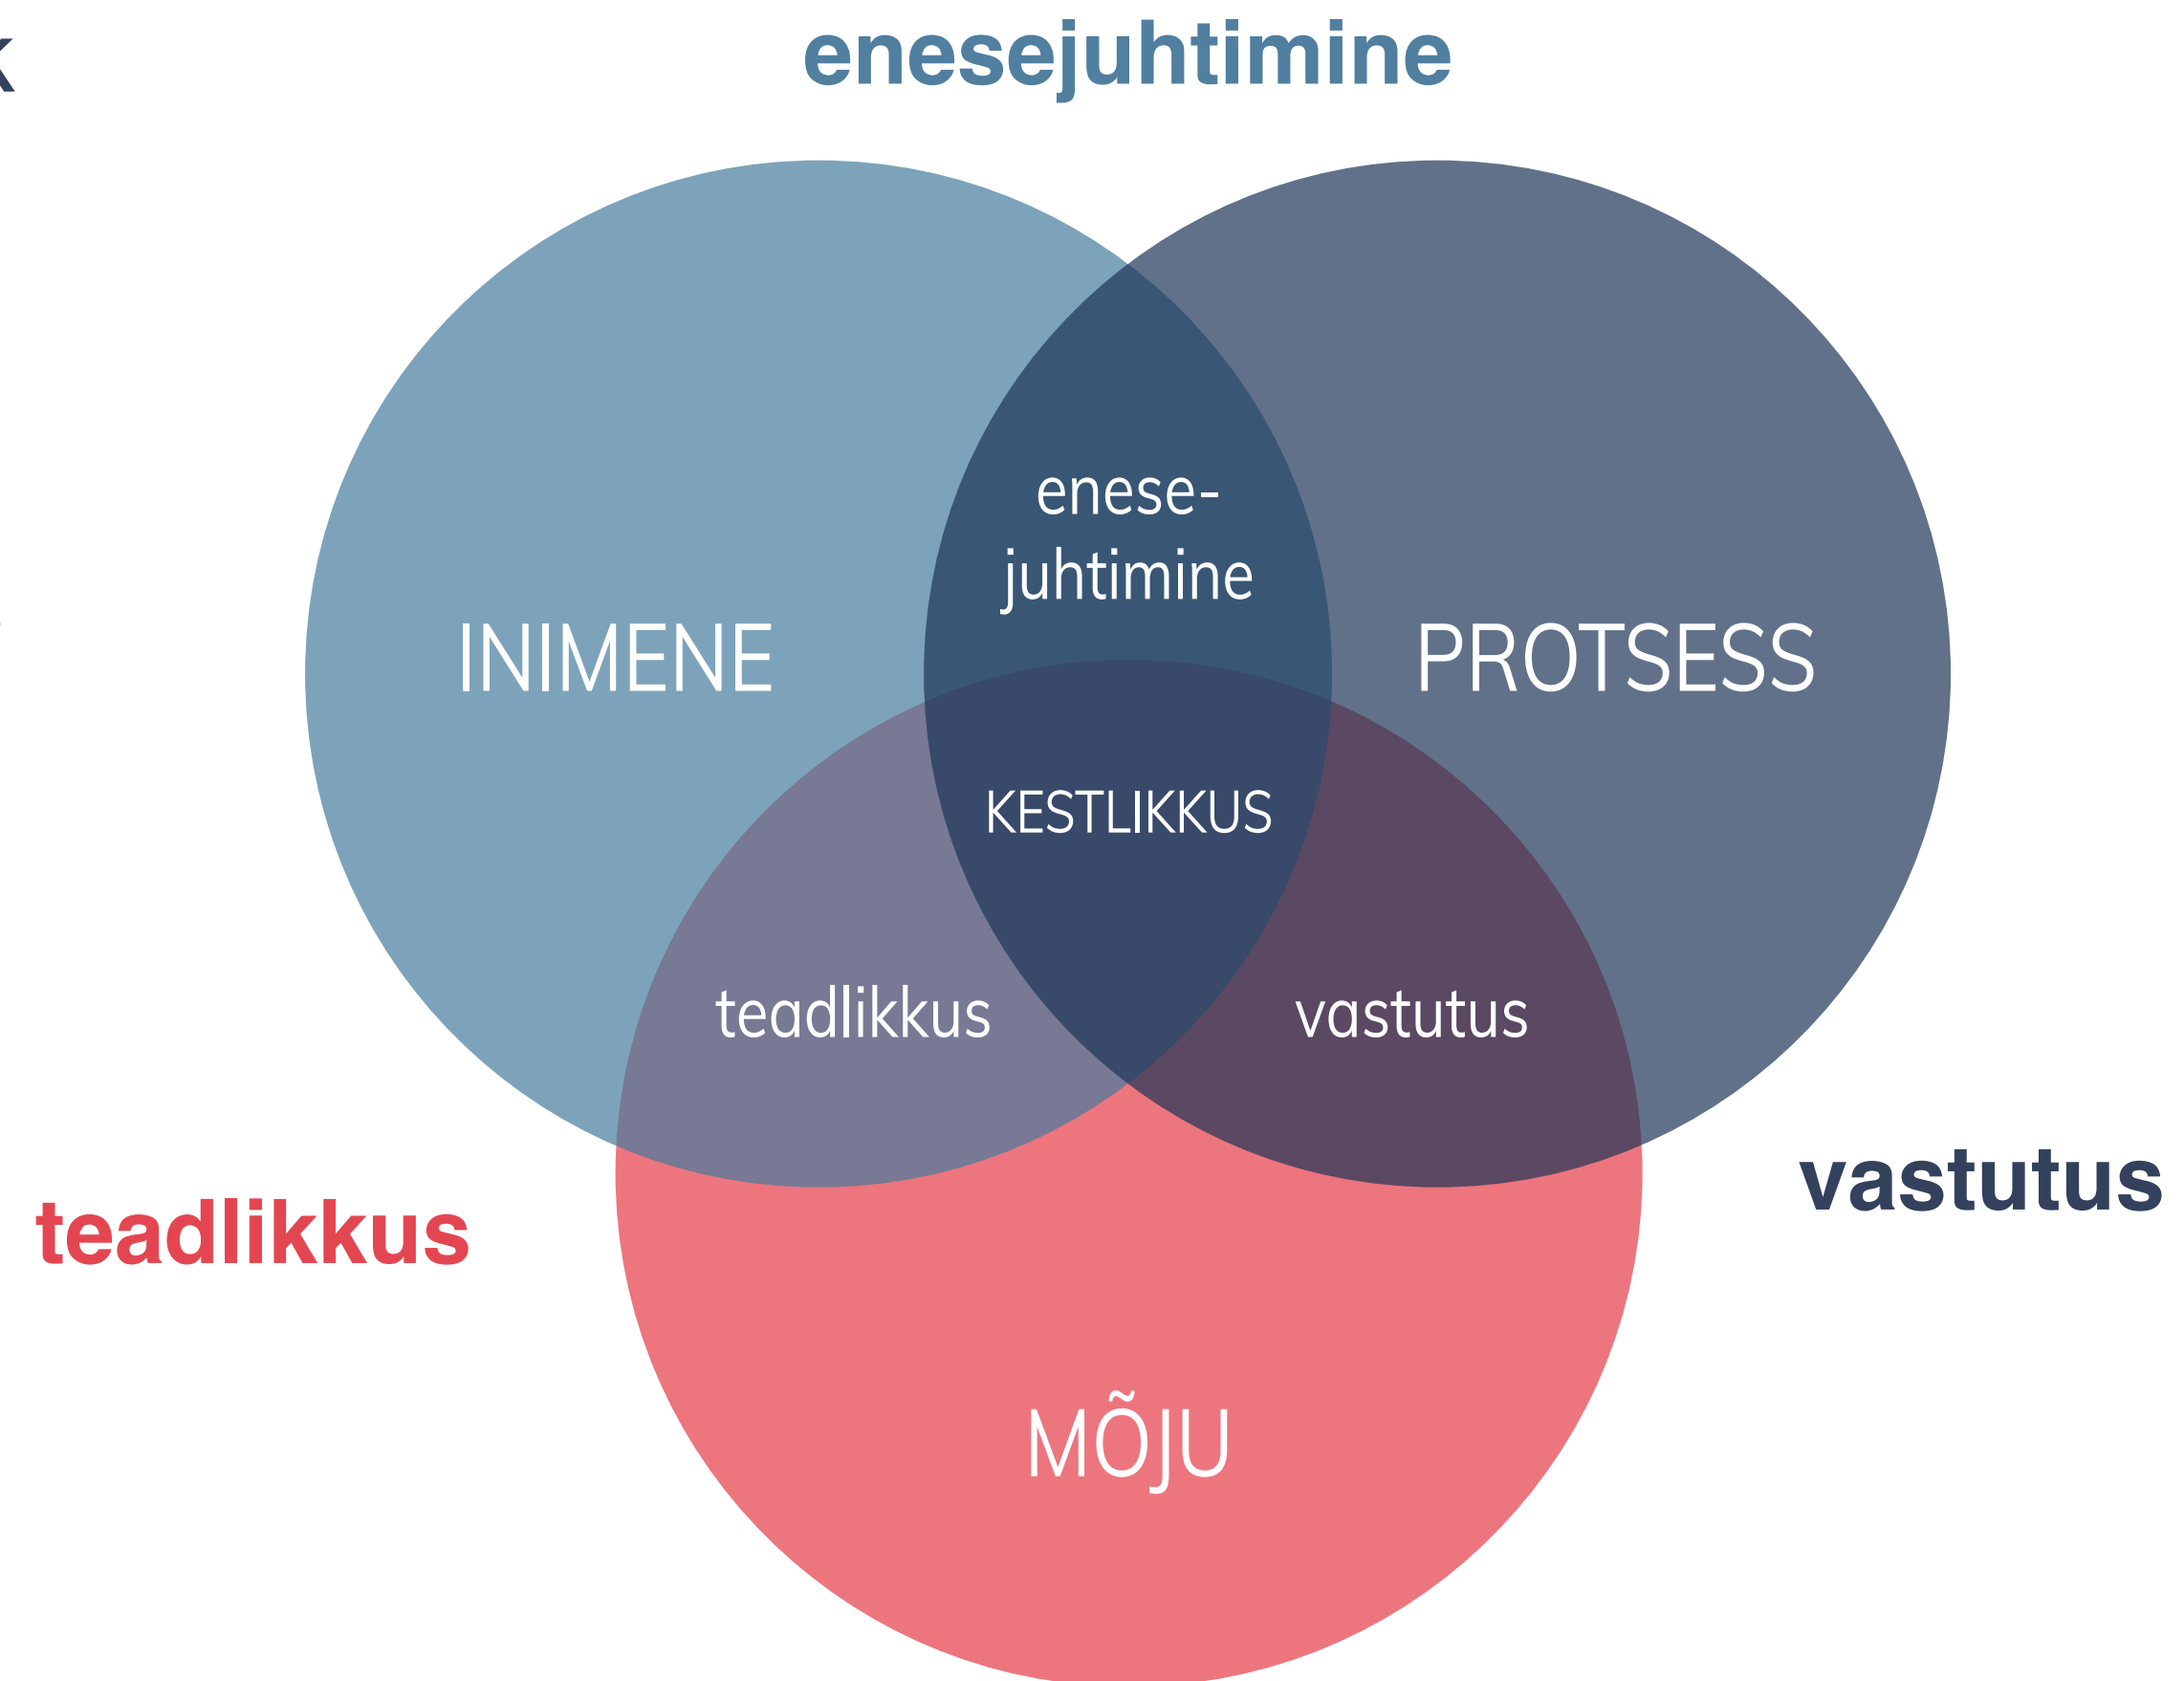 enesejuhtimine
enese-
juhtimine
INIMENE
PROTSESS
KESTLIKKUS
teadlikkus
vastutus
vastutus
teadlikkus
MÕJU